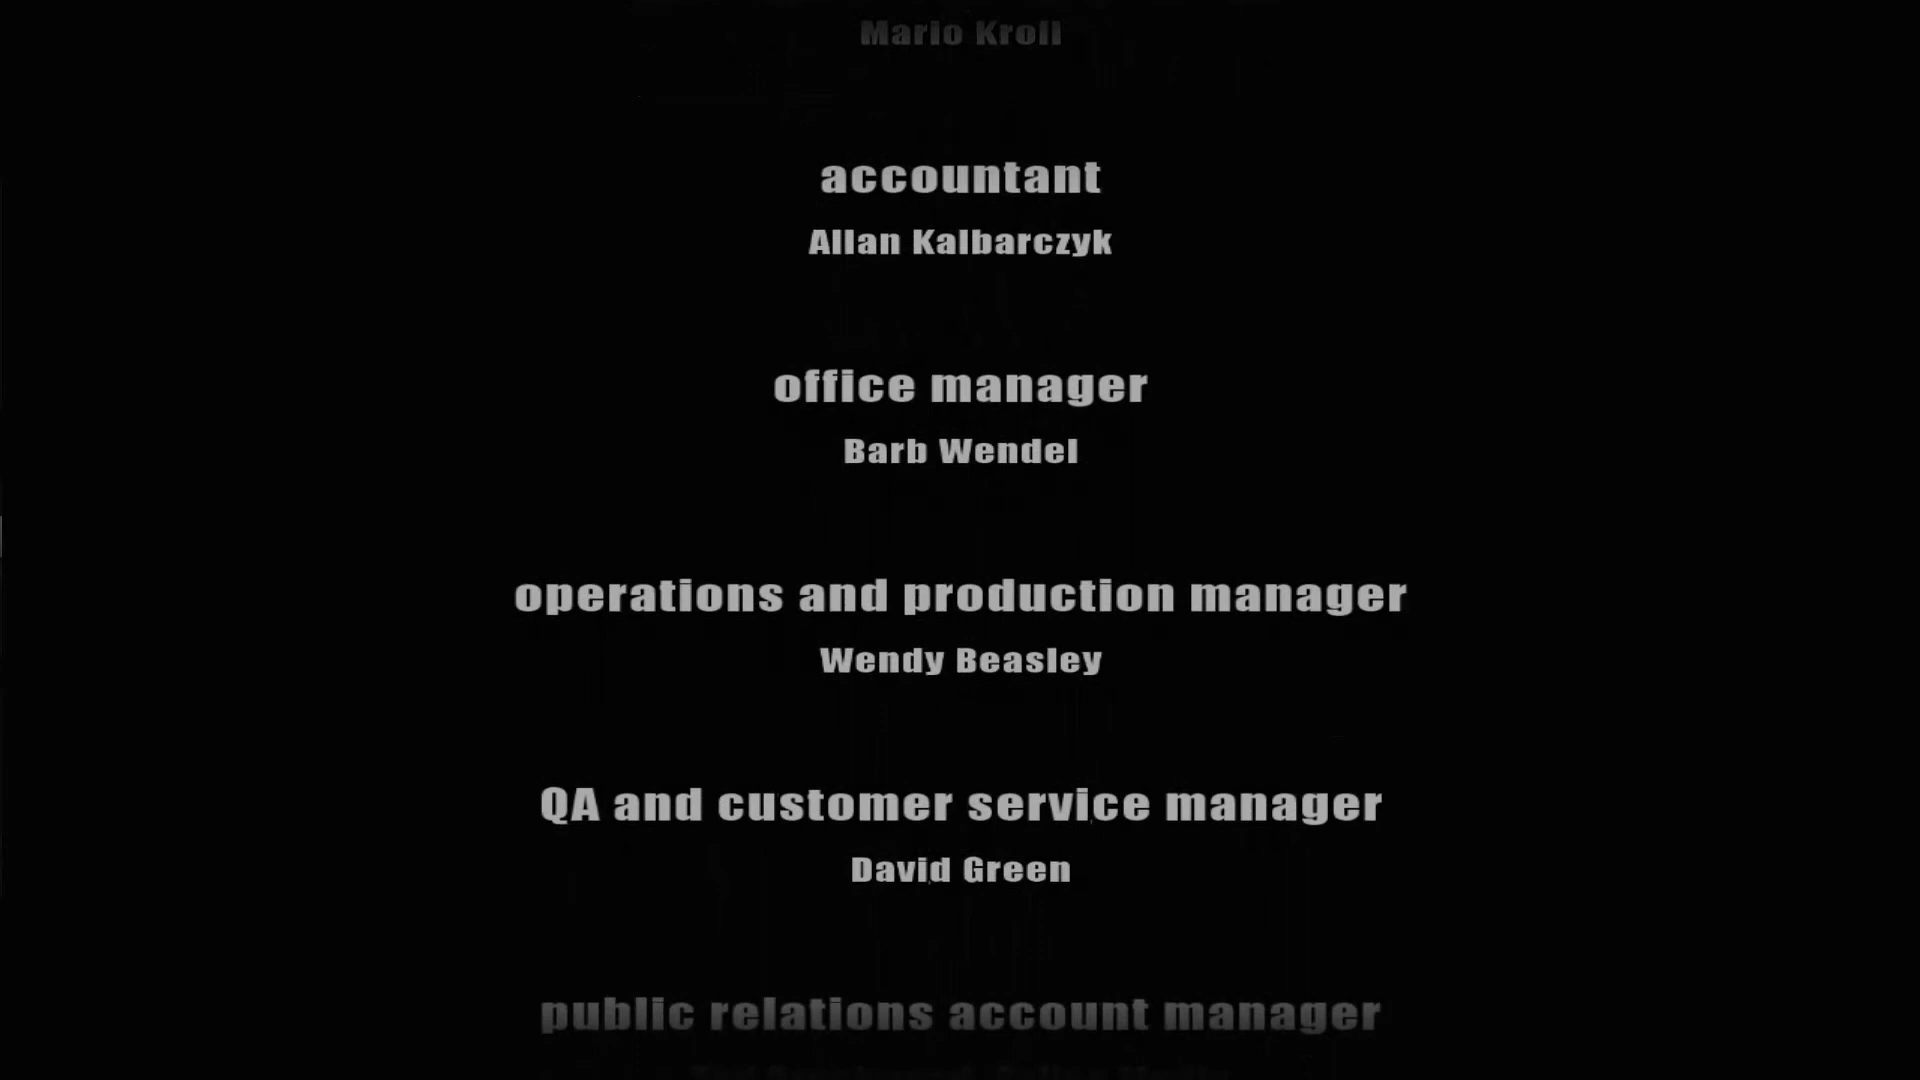 Mario Kroll
accountant
Allan Kalbarczyk
office manager
Barb Wendel
operations and production manager
Wendy Beasley
QA and customer service manager
David Green
public relations account manager